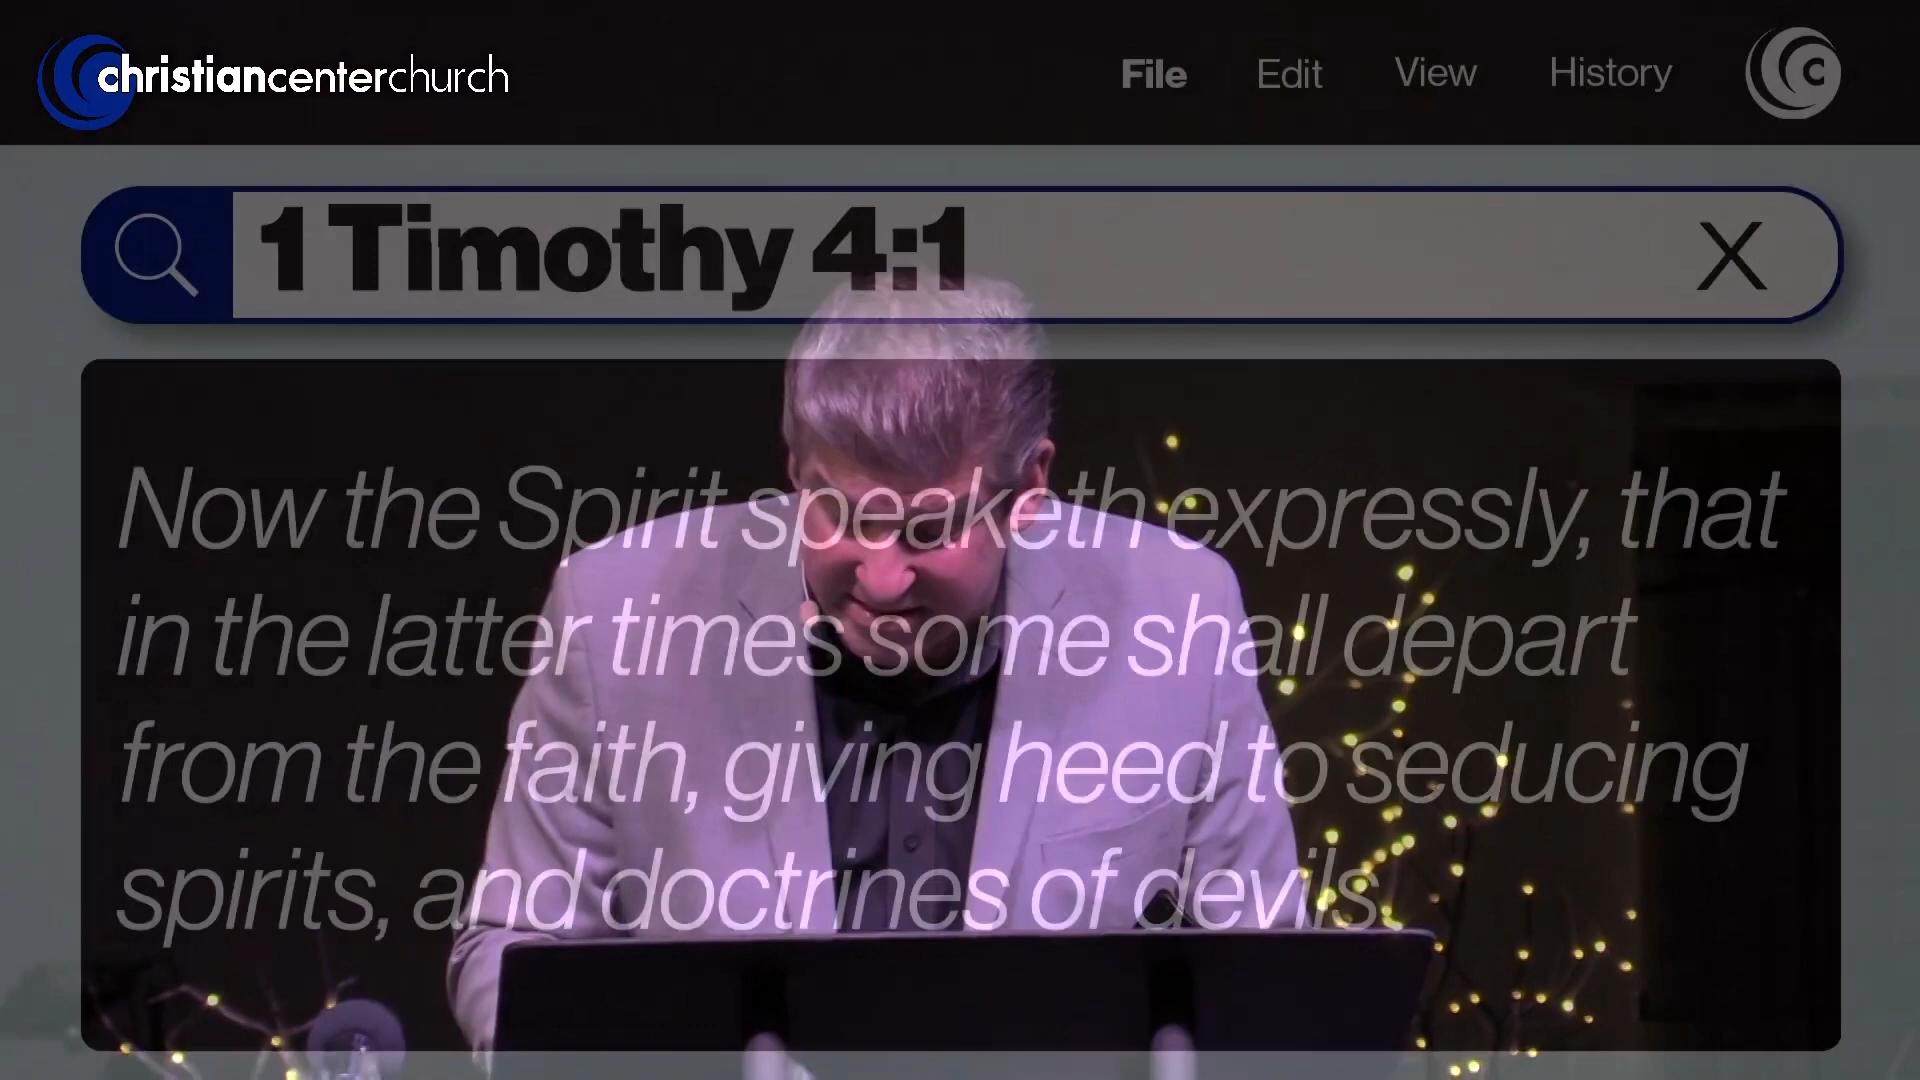 christiancenterchurch
File Edit View History
C
1 Timothy 4:1 X
Now the Spirit speaketh expressly, that
in the latter times some shall depart
from the faith, giving heed to seducing
spirits, and doctrines of devils.